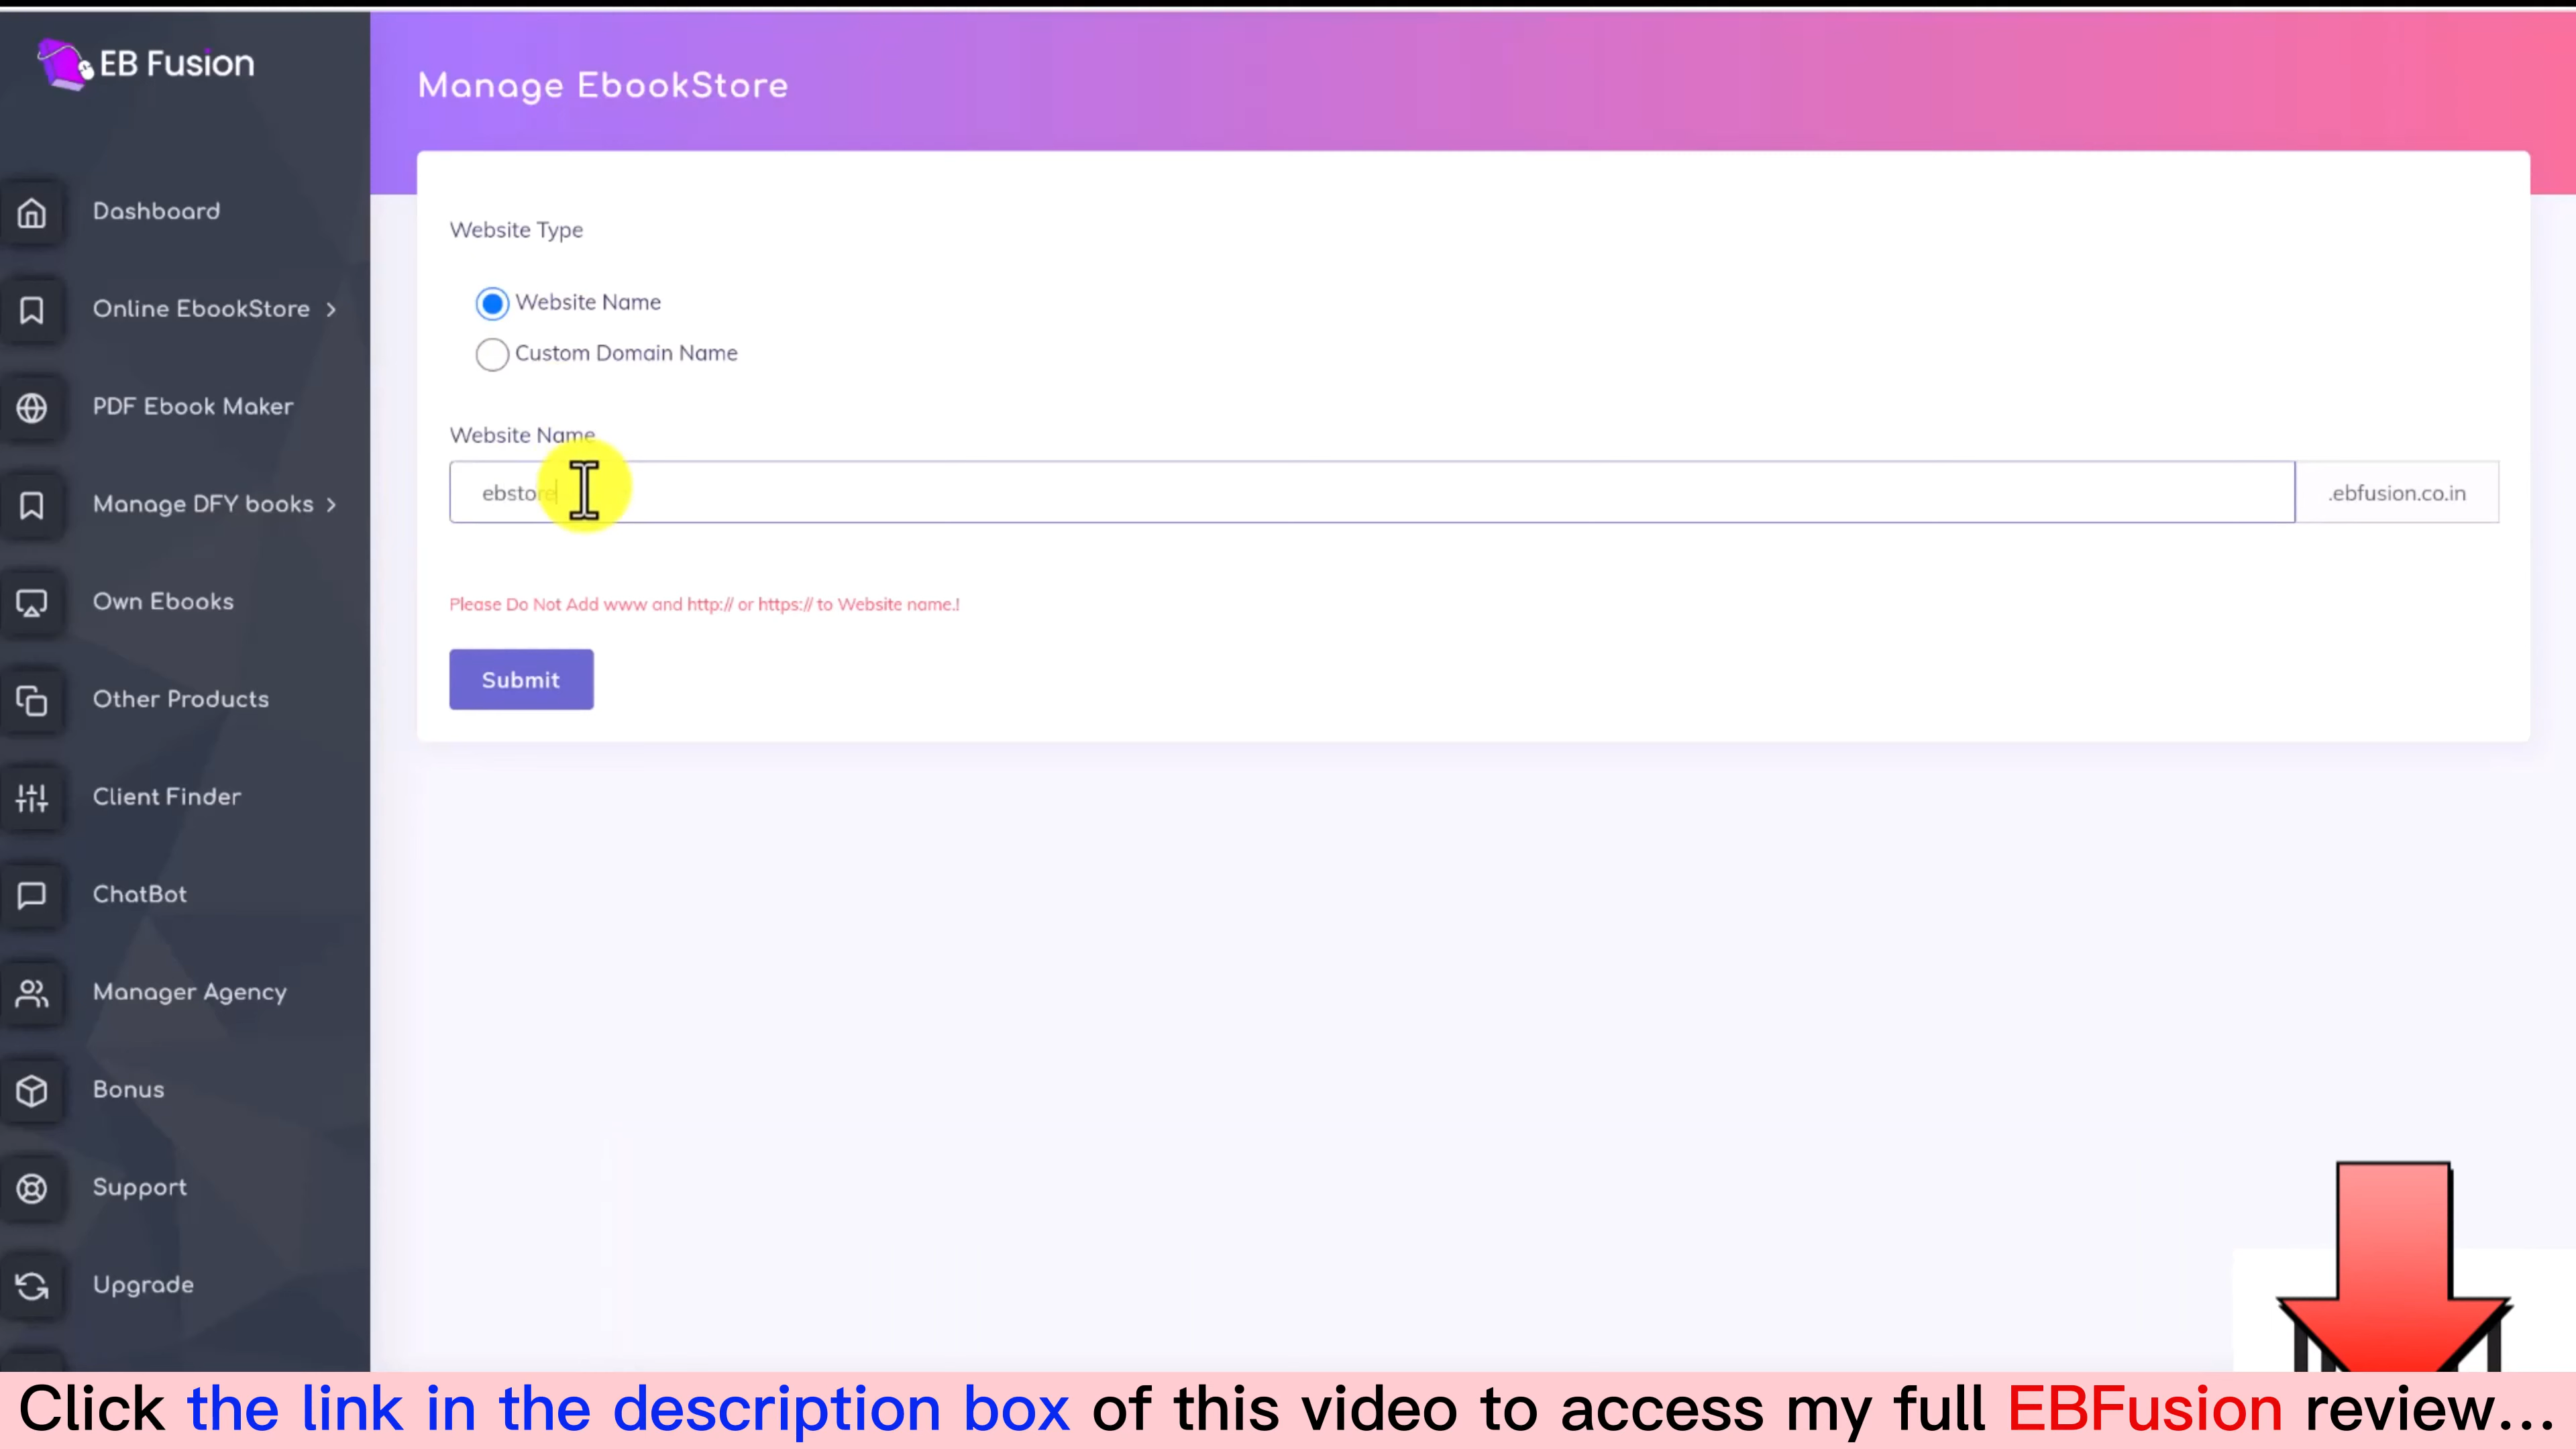 EB Fusion
Manage EbookStore
Dashboard
Online EbookStore
PDF Ebook Maker
Manage DFY books
Own Ebooks
Other Products
Client Finder
ChatBot
Manager Agency
Bonus
Support
Upgrade
Website Type
Website Name
Custom Domain Name
Website Name
ebstore
.ebfusion.co.in
Please Do Not Add www and http:// or https:// to Website name.!
Submit
Click the link in the description box of this video to access my full EBFusion review...